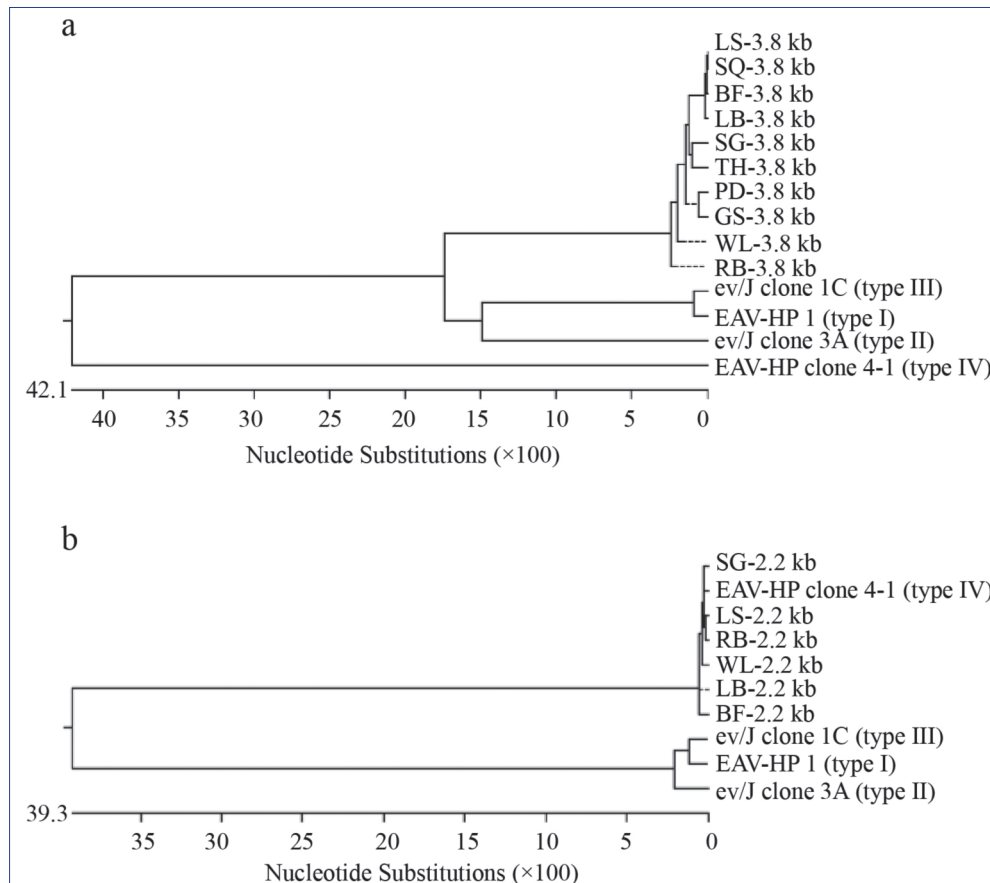 a
LS-3.8 kb
SQ-3.8 kb
BF-3.8 kb
LB-3.8 kb
SG-3.8 kb
TH-3.8 kb
PD-3.8 kb
GS-3.8 kb
WL-3.8 kb
RB-3.8 kb
ev/J clone 1C (type III)
EAV-HP 1 (type I)
ev/J clone 3A (type II)
EAV-HP clone 4-1 (type IV)
42.1
40 35 30 25 20 15 10 5 0
Nucleotide Substitutions (×100)
b
SG-2.2 kb
EAV-HP clone 4-1 (type IV)
LS-2.2 kb
RB-2.2 kb
WL-2.2 kb
LB-2.2 kb
BF-2.2 kb
ev/J clone 1C (type III)
EAV-HP 1 (type I)
ev/J clone 3A (type II)
39.3
35 30 25 20 15 10 5 0
Nucleotide Substitutions (×100)